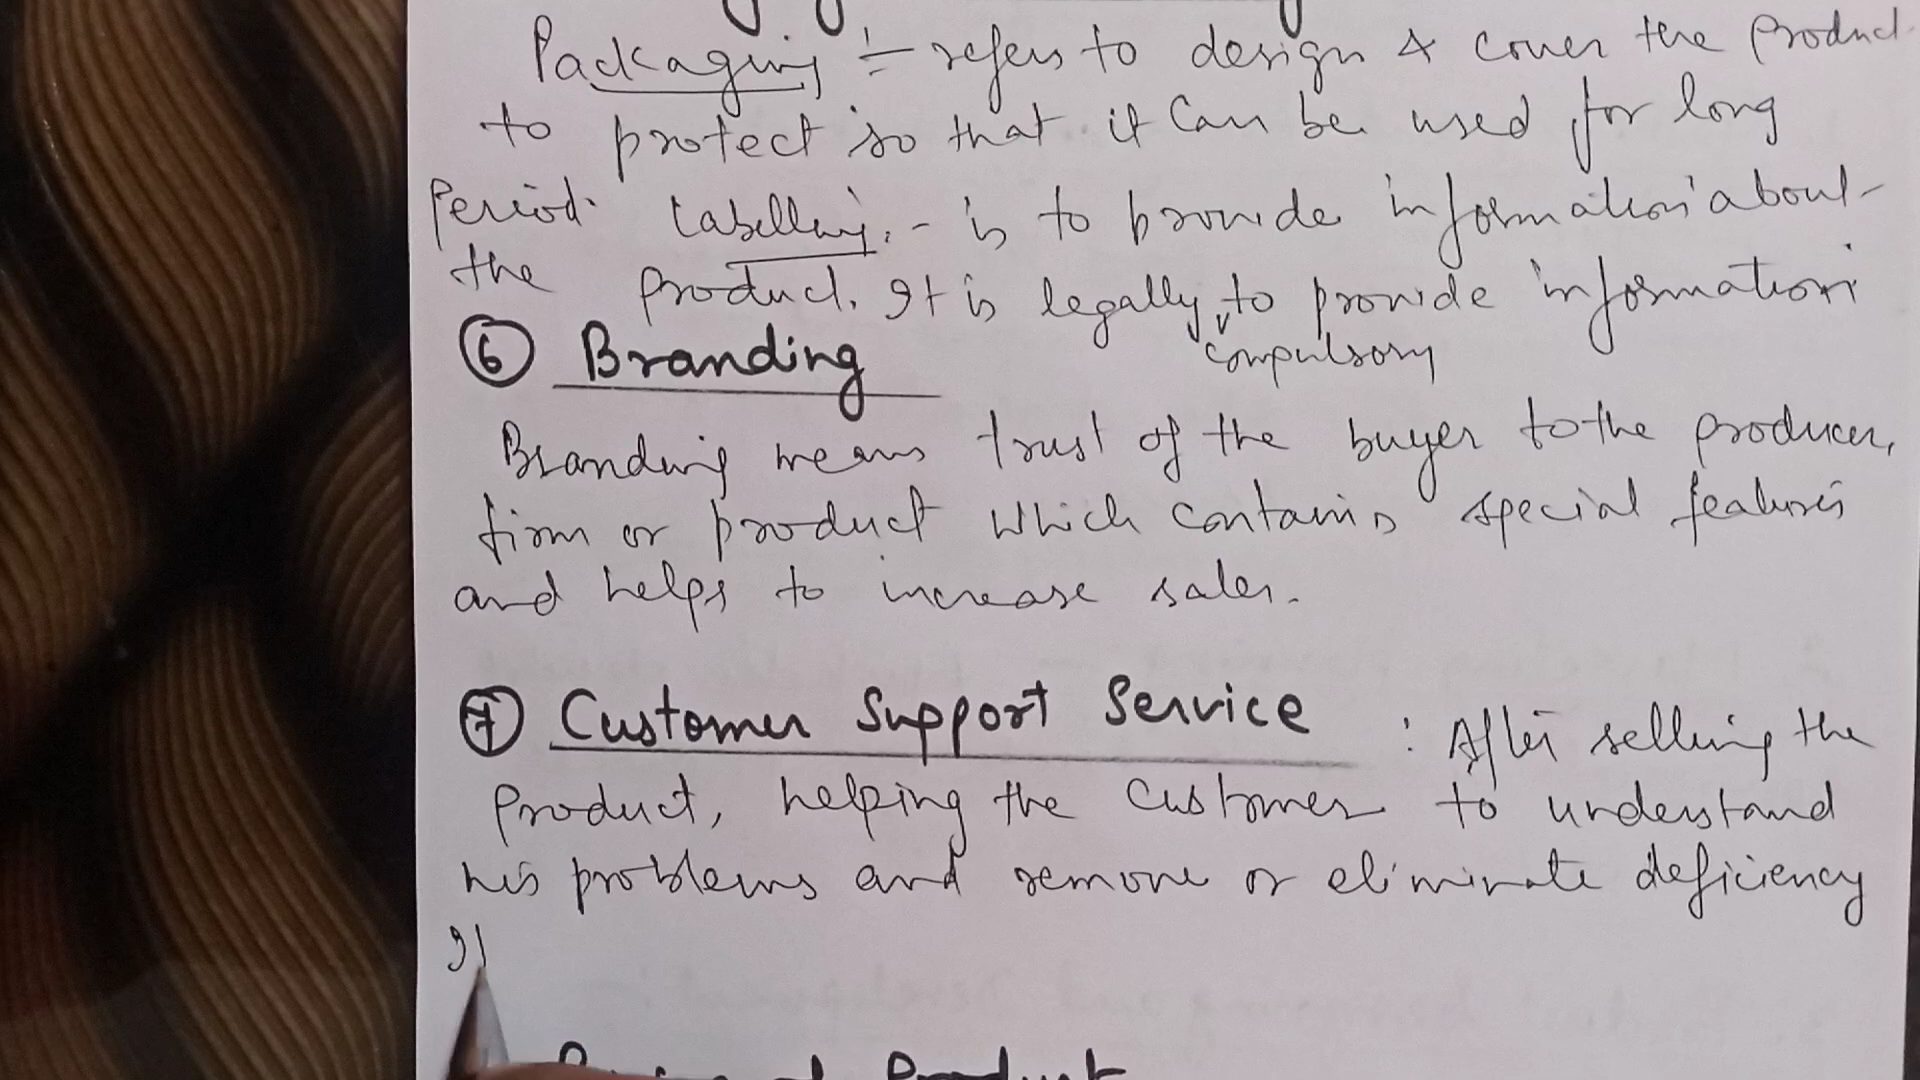 Packaging :- refers to design & cover the product
to protect so that it can be used for long
period. Labelling :- is to provide information about
the product. It is legally to provide information
compulsory
6 Branding
Branding means trust of the buyer to the producer,
firm or product which contains special features
and helps to increase sales.
7 Customer Support Service : After selling the
product, helping the customer to understand
his problems and remove or eliminate deficiency
Product